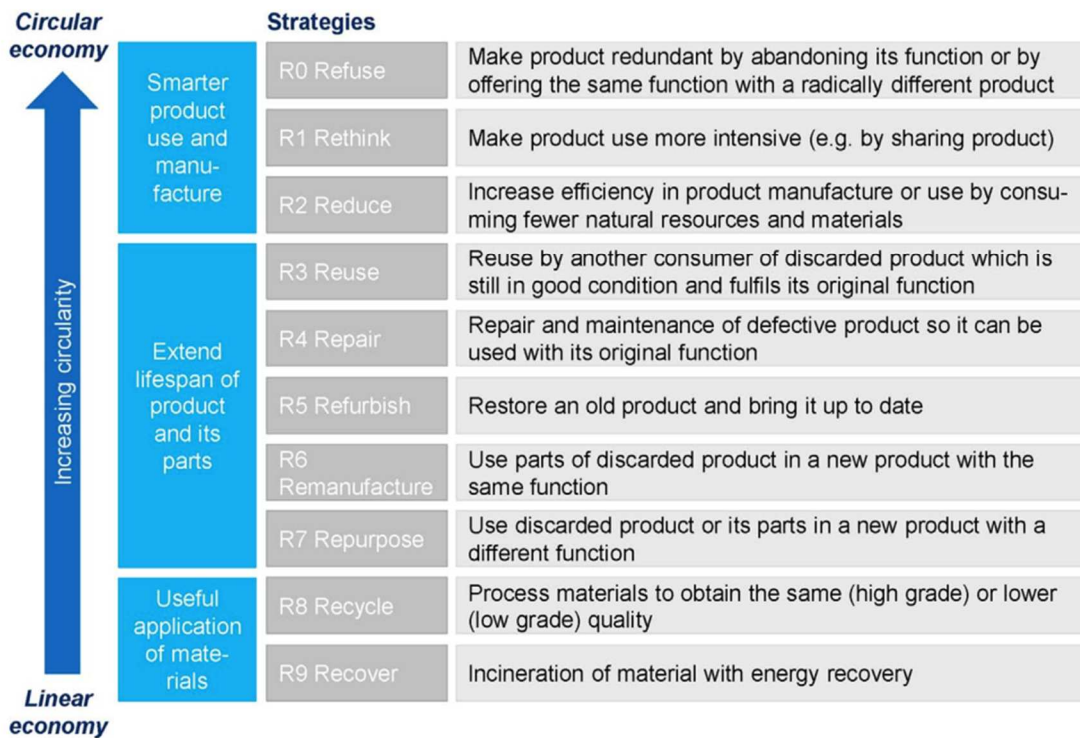 Circular
economy
Strategies
Increasing circularity
Linear
economy
Smarter
product
use and
manu-
facture
R0 Refuse
Make product redundant by abandoning its function or by
offering the same function with a radically different product
R1 Rethink
Make product use more intensive (e.g. by sharing product)
R2 Reduce
Increase efficiency in product manufacture or use by consu-
ming fewer natural resources and materials
Extend
lifespan of
product
and its
parts
R3 Reuse
Reuse by another consumer of discarded product which is
still in good condition and fulfils its original function
R4 Repair
Repair and maintenance of defective product so it can be
used with its original function
R5 Refurbish
Restore an old product and bring it up to date
R6
Remanufacture
Use parts of discarded product in a new product with the
same function
R7 Repurpose
Use discarded product or its parts in a new product with a
different function
Useful
application
of mate-
rials
R8 Recycle
Process materials to obtain the same (high grade) or lower
(low grade) quality
R9 Recover
Incineration of material with energy recovery